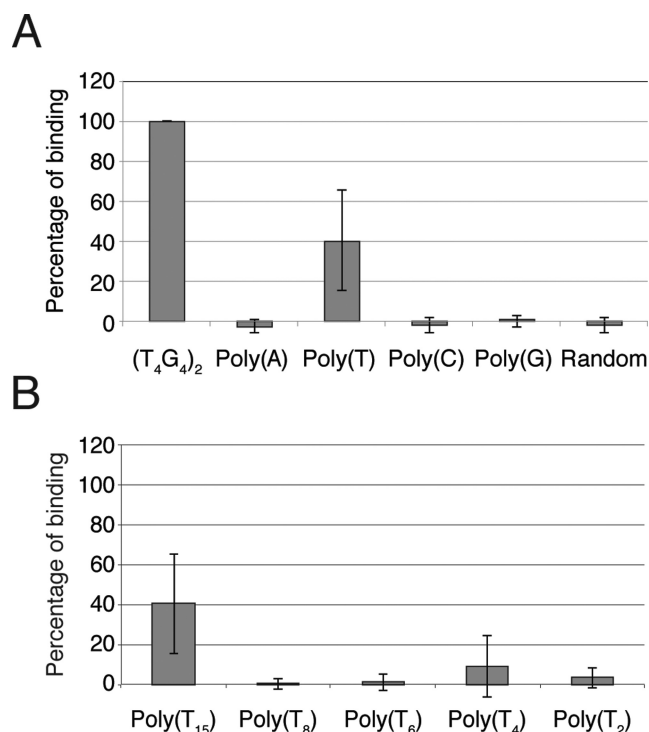 A
Percentage of binding
120
100
80
60
40
20
0
(T₄G₄)₂ Poly(A) Poly(T) Poly(C) Poly(G) Random
B
Percentage of binding
120
100
80
60
40
20
0
Poly(T₁₅) Poly(T₈) Poly(T₆) Poly(T₄) Poly(T₂)